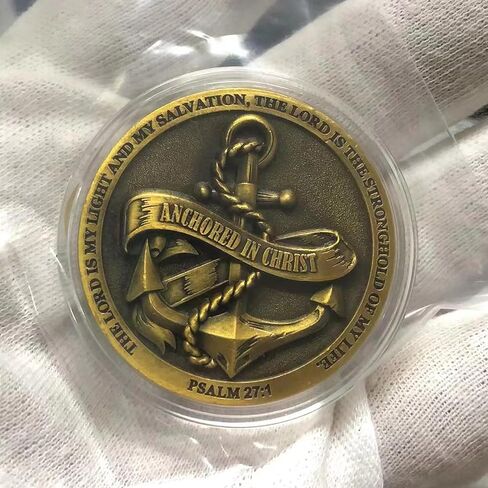 THE LORD IS MY LIGHT AND MY SALVATION, THE LORD IS THE STRONGHOLD OF MY LIFE.
ANCHORED IN CHRIST
PSALM 27:1